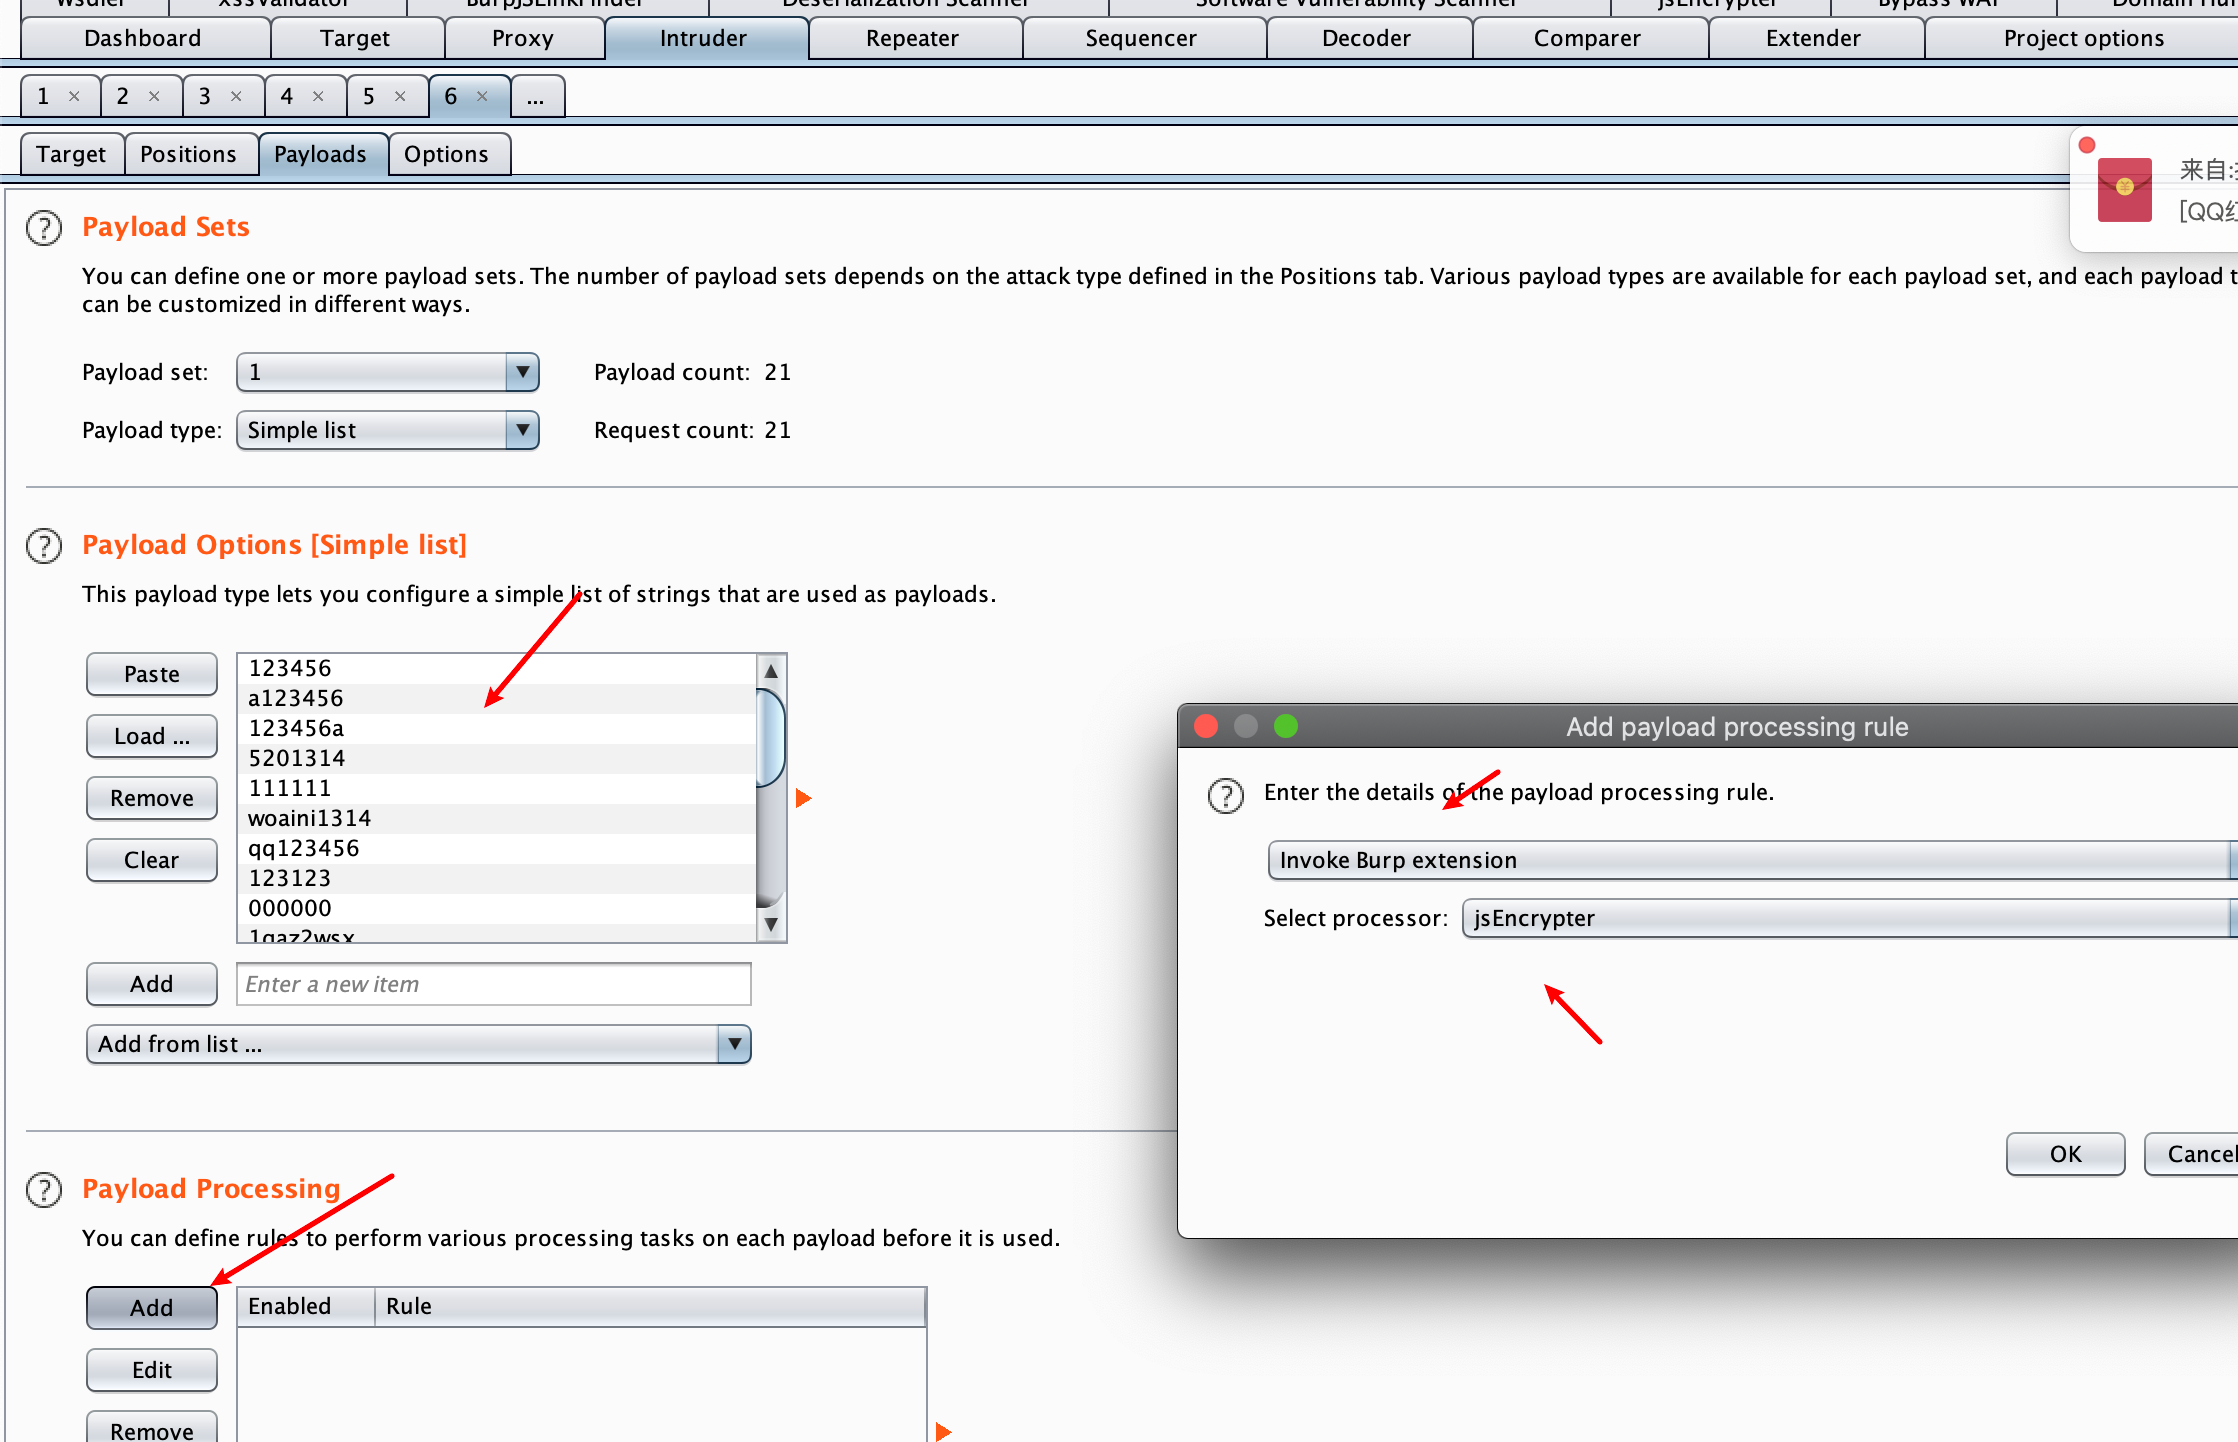 Wsdler xssValidator BurpJSLinkFinder Deserialization Scanner Software Vulnerability Scanner jsEncrypter Bypass WAF
Dashboard Target Proxy Intruder Repeater Sequencer Decoder Comparer Extender Project options
1 × 2 × 3 × 4 × 5 × 6 × ...
Target Positions Payloads Options
来自:
[QQ红
Payload Sets
You can define one or more payload sets. The number of payload sets depends on the attack type defined in the Positions tab. Various payload types are available for each payload set, and each payload t
can be customized in different ways.
Payload set: 1 Payload count: 21
Payload type: Simple list Request count: 21
Payload Options [Simple list]
This payload type lets you configure a simple list of strings that are used as payloads.
Paste
Load ...
Remove
Clear
123456
a123456
123456a
5201314
111111
woaini1314
qq123456
123123
000000
1qaz2wsx
Add Enter a new item
Add from list ...
Add payload processing rule
Enter the details of the payload processing rule.
Invoke Burp extension
Select processor: jsEncrypter
OK Cancel
Payload Processing
You can define rules to perform various processing tasks on each payload before it is used.
Add
Edit
Remove
Enabled Rule